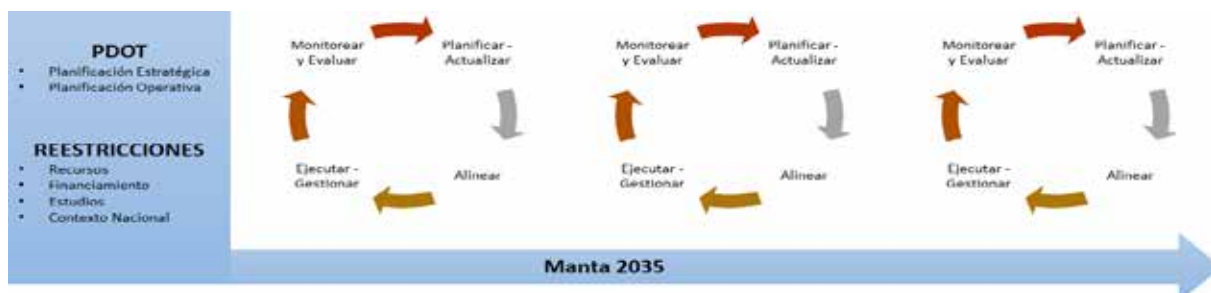 PDOT
• Planificación Estratégica
• Planificación Operativa
REESTRICCIONES
• Recursos
• Financiamiento
• Estudios
• Contexto Nacional
Monitorear
y Evaluar
Planificar -
Actualizar
Ejecutar -
Gestionar
Alinear
Monitorear
y Evaluar
Planificar -
Actualizar
Ejecutar -
Gestionar
Alinear
Monitorear
y Evaluar
Planificar -
Actualizar
Ejecutar -
Gestionar
Alinear
Manta 2035